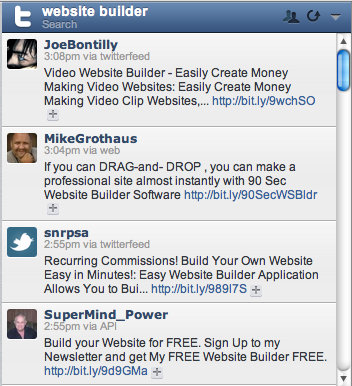 website builder
Search
JoeBontilly
3:08pm via twitterfeed
Video Website Builder - Easily Create Money
Making Video Websites: Easily Create Money
Making Video Clip Websites,... http://bit.ly/9wchSO
MikeGrothaus
3:04pm via web
If you can DRAG-and- DROP , you can make a
professional site almost instantly with 90 Sec
Website Builder Software http://bit.ly/90SecWSBldr
snrpsa
2:55pm via twitterfeed
Recurring Commissions! Build Your Own Website
Easy in Minutes!: Easy Website Builder Application
Allows You to Bui... http://bit.ly/989I7S
SuperMind_Power
2:55pm via API
Build your Website for FREE. Sign Up to my
Newsletter and get My FREE Website Builder FREE.
http://bit.ly/9d9GMa